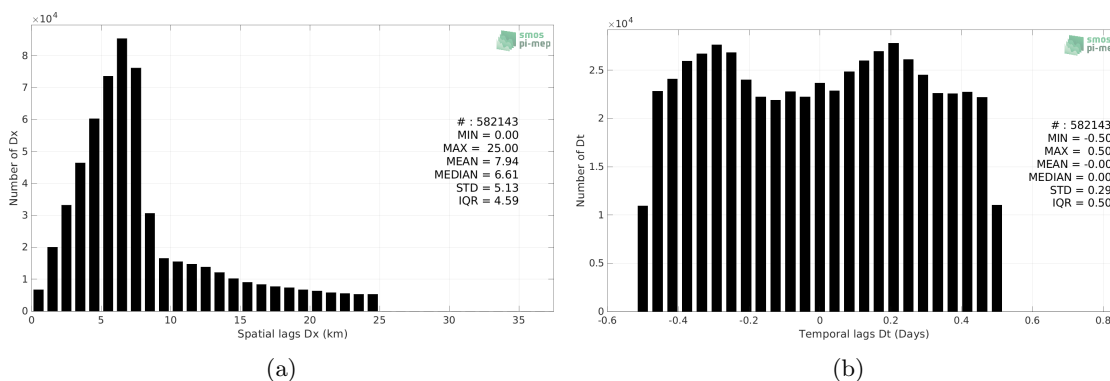 ×10⁴
9
8
7
6
5
4
3
2
1
0
Number of Dx
0
5
10
15
20
25
30
35
Spatial lags Dx (km)
smos
pi-mep
# : 582143
MIN = 0.00
MAX = 25.00
MEAN = 7.94
MEDIAN = 6.61
STD = 5.13
IQR = 4.59
(a)
×10⁴
2.5
2
1.5
1
0.5
0
Number of Dt
-0.6
-0.4
-0.2
0
0.2
0.4
0.6
0.8
Temporal lags Dt (Days)
smos
pi-mep
# : 582143
MIN = -0.50
MAX = 0.50
MEAN = -0.00
MEDIAN = 0.00
STD = 0.29
IQR = 0.50
(b)